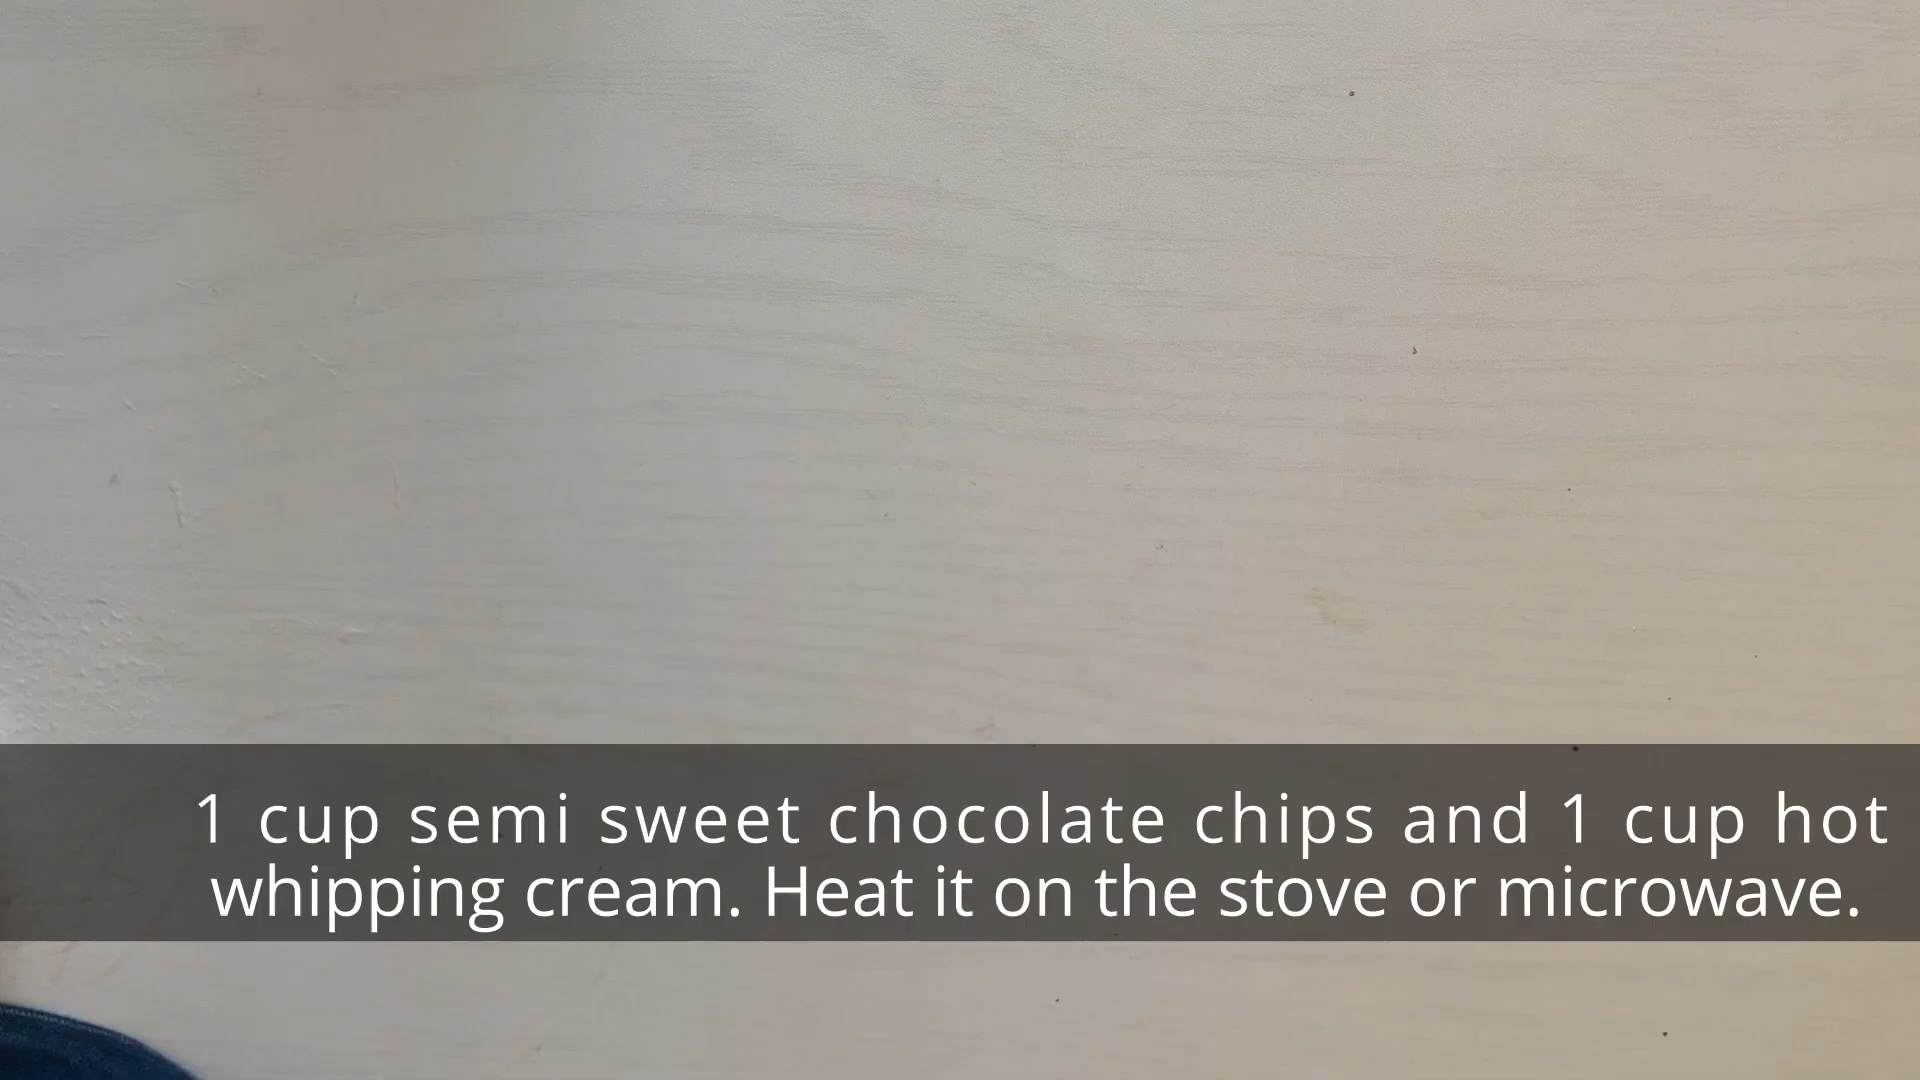 1 cup semi sweet chocolate chips and 1 cup hot
whipping cream. Heat it on the stove or microwave.